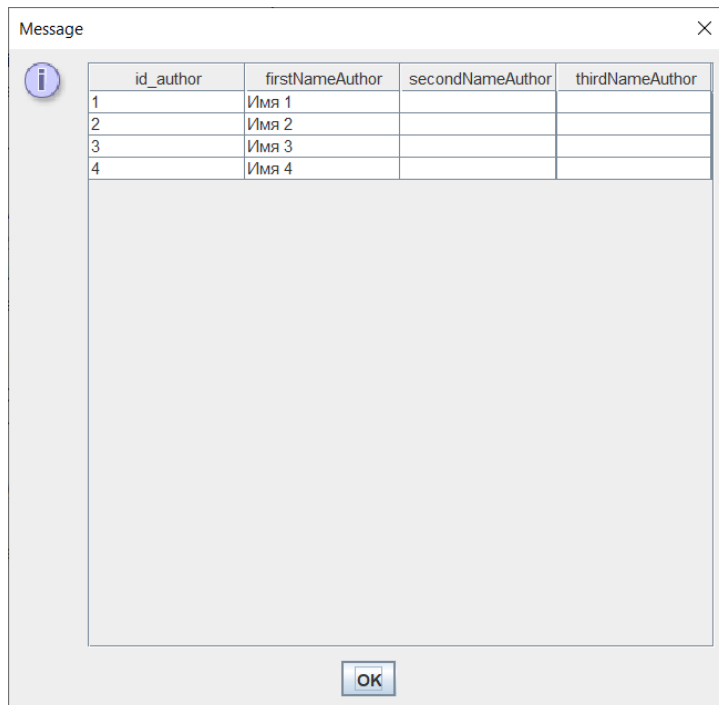 Message
id_author firstNameAuthor secondNameAuthor thirdNameAuthor
1 Имя 1
2 Имя 2
3 Имя 3
4 Имя 4
OK